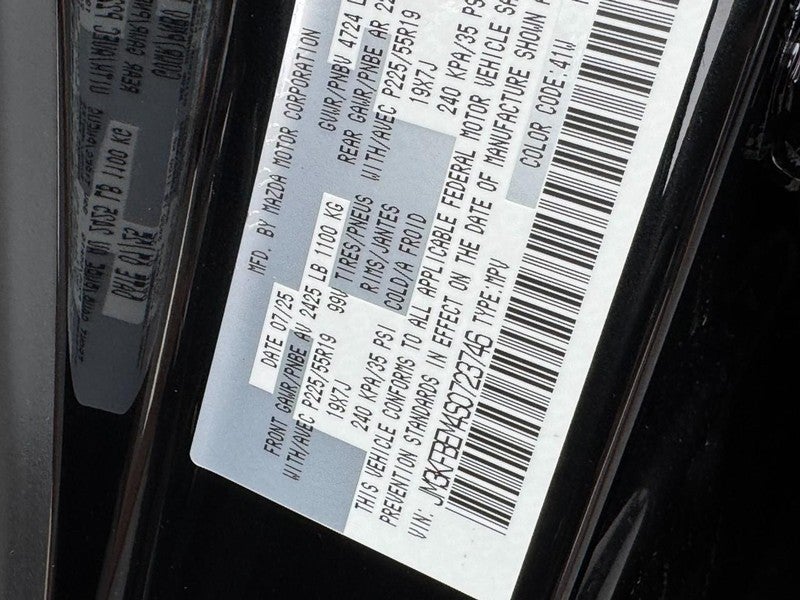 MFD. BY MAZDA MOTOR CORPORATION
DATE 07/25
GVWR/PNBV 4724 L
FRONT GAWR/PNBE AV 2425 LB 1100 KG
REAR GAWR/PNBE AR
WITH/AVEC P225/55R19 99V
TIRES/PNEUS
WITH/AVEC P225/55R19
19X7J
RIMS/JANTES
19X7J
240 KPA/35 PSI
COLD/A FROID
240 KPA/35 PS
THIS VEHICLE CONFORMS TO ALL APPLICABLE FEDERAL MOTOR VEHICLE SA
PREVENTION STANDARDS IN EFFECT ON THE DATE OF MANUFACTURE SHOWN A
VIN: JM3KFBEM4S0723746 TYPE:MPV
COLOR CODE:41W